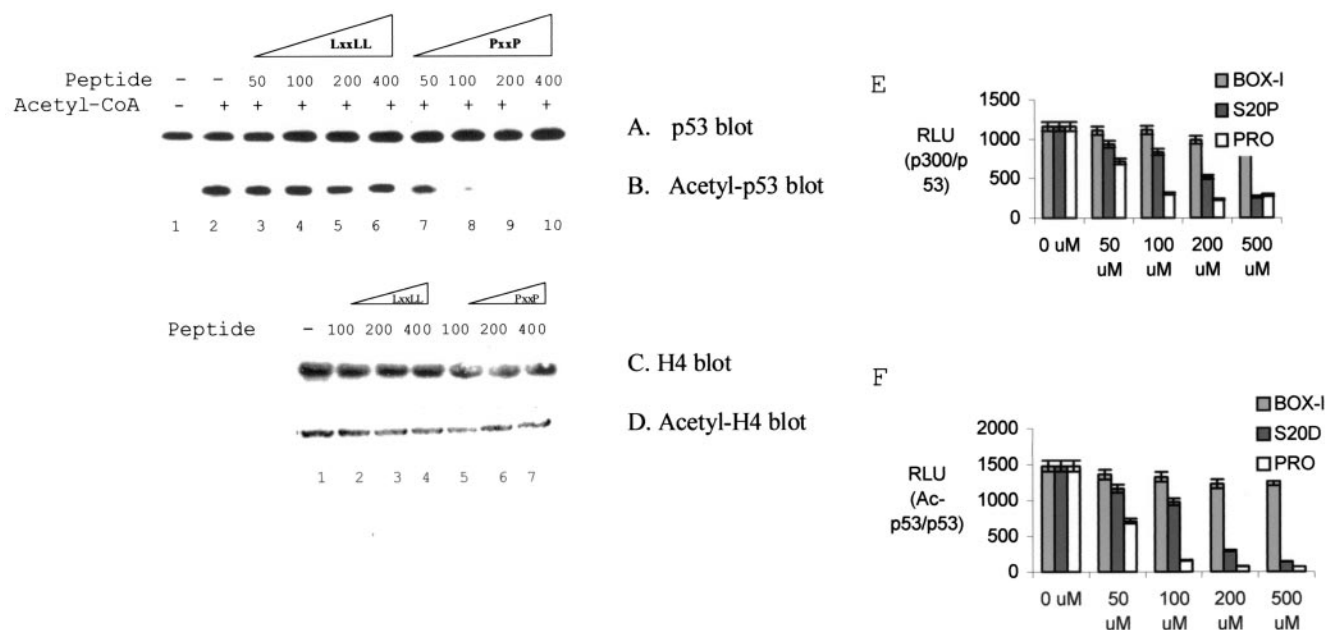 LxxLL PxxP
Peptide - - 50 100 200 400 50 100 200 400
Acetyl-CoA - + + + + + + + + +
A. p53 blot
B. Acetyl-p53 blot
1 2 3 4 5 6 7 8 9 10
LxxLL PxxP
Peptide - 100 200 400 100 200 400
C. H4 blot
D. Acetyl-H4 blot
1 2 3 4 5 6 7
E
BOX-I
S20P
PRO
RLU
(p300/p
53)
1500
1000
500
0
0 uM 50 100 200 500
uM uM uM uM
F
BOX-I
S20D
PRO
RLU
(Ac-
p53/p53)
2000
1500
1000
500
0
0 uM 50 100 200 500
uM uM uM uM